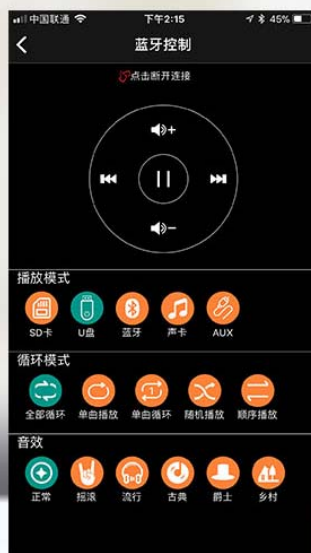 中国联通 下午2:15 45%
蓝牙控制
点击断开连接
+
-
播放模式
SD卡 U盘 蓝牙 声卡 AUX
循环模式
全部循环 单曲播放 单曲循环 随机播放 顺序播放
音效
正常 摇滚 流行 古典 爵士 乡村